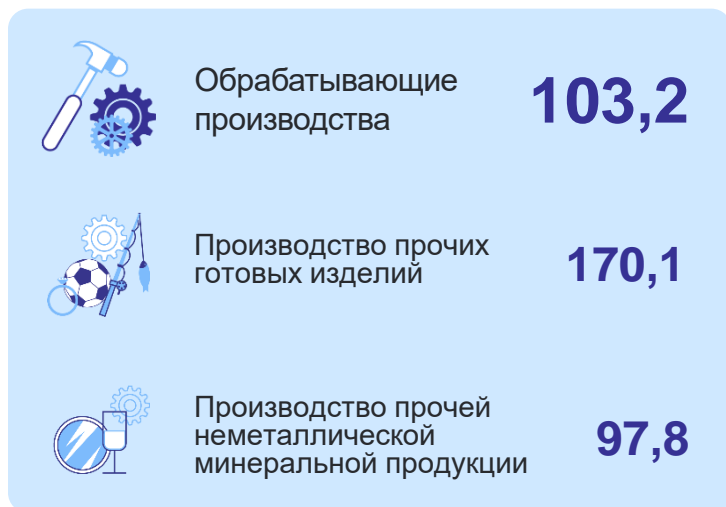 Обрабатывающие
производства
103,2
Производство прочих
готовых изделий
170,1
Производство прочей
неметаллической
минеральной продукции
97,8